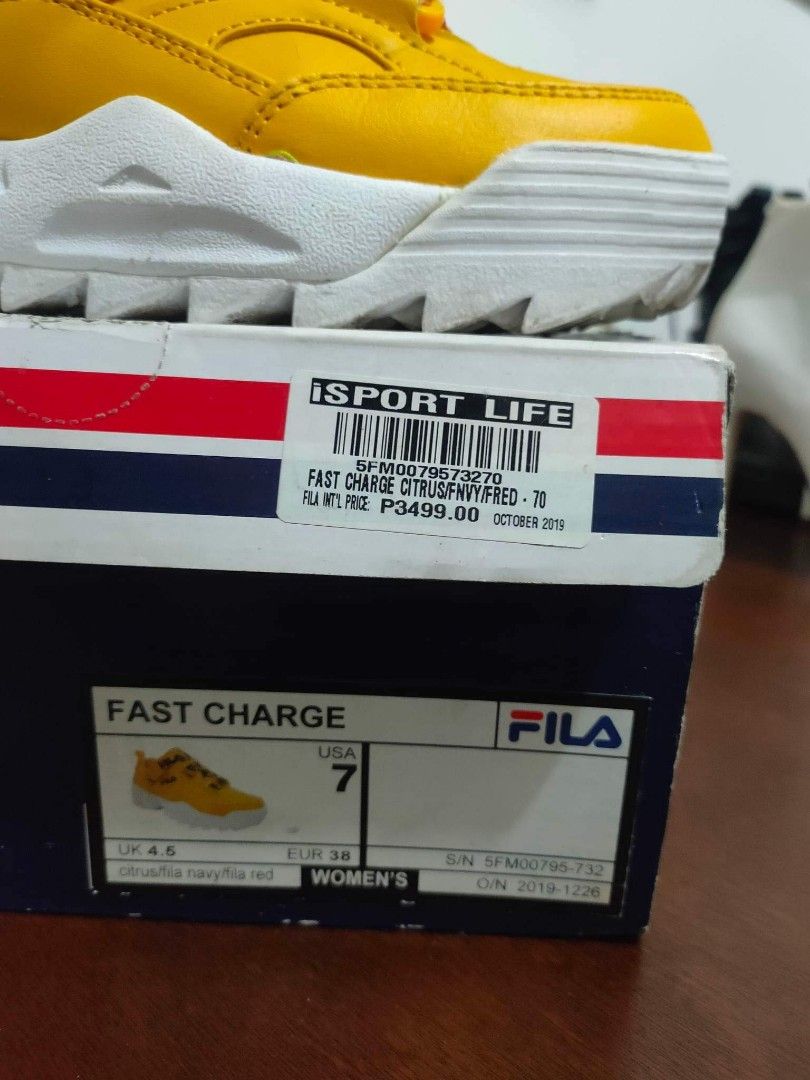 iSPORT LIFE
5FM0079573270
FAST CHARGE CITRUS/FNVY/FRED - 70
FILA INT'L PRICE: P3499.00 OCTOBER 2019
FAST CHARGE
FILA
USA
7
UK 4.5 EUR 38
S/N 5FM00795-732
citrus/fila navy/fila red
WOMEN'S
O/N 2019-1226